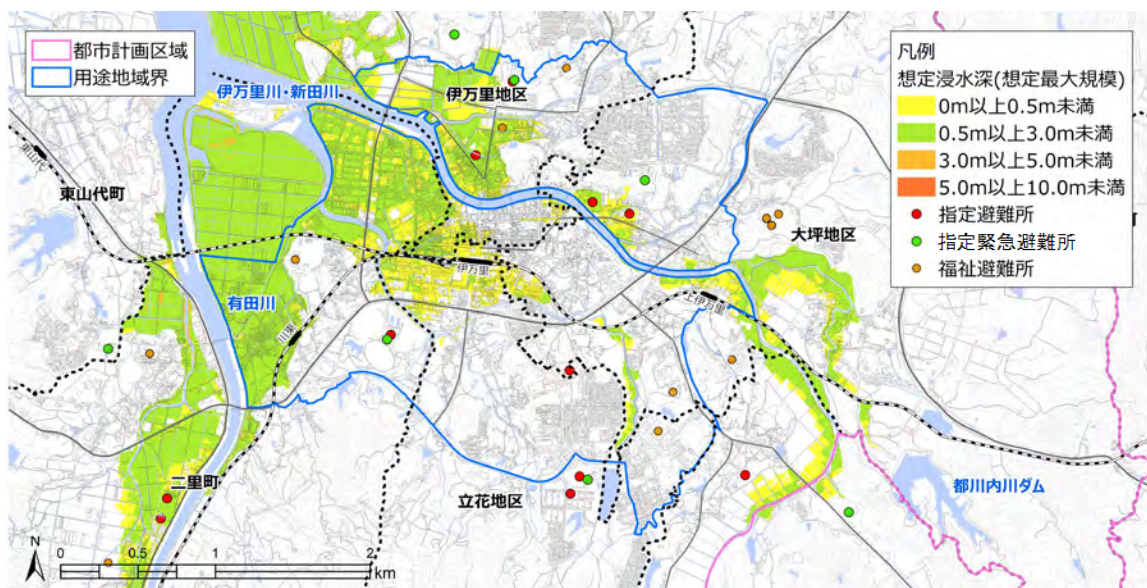 都市計画区域
用途地域界
伊万里川・新田川
伊万里地区
凡例
想定浸水深(想定最大規模)
0m以上0.5m未満
0.5m以上3.0m未満
3.0m以上5.0m未満
5.0m以上10.0m未満
指定避難所
指定緊急避難所
福祉避難所
東山代
東山代町
大坪地区
伊万里
上伊万里
有田川
川東
二里町
立花地区
都川内川ダム
N
0 0.5 1 2
km